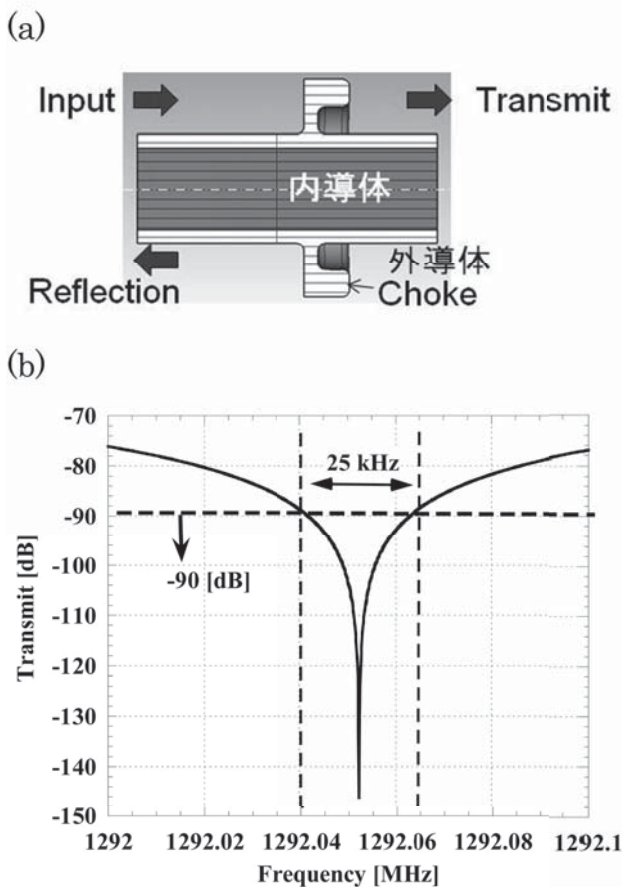 (a)
Input
Transmit
内導体
Reflection
外導体
Choke
(b)
Transmit [dB]
-70
-80
-90
-100
-110
-120
-130
-140
-150
25 kHz
-90 [dB]
1292 1292.02 1292.04 1292.06 1292.08 1292.1
Frequency [MHz]